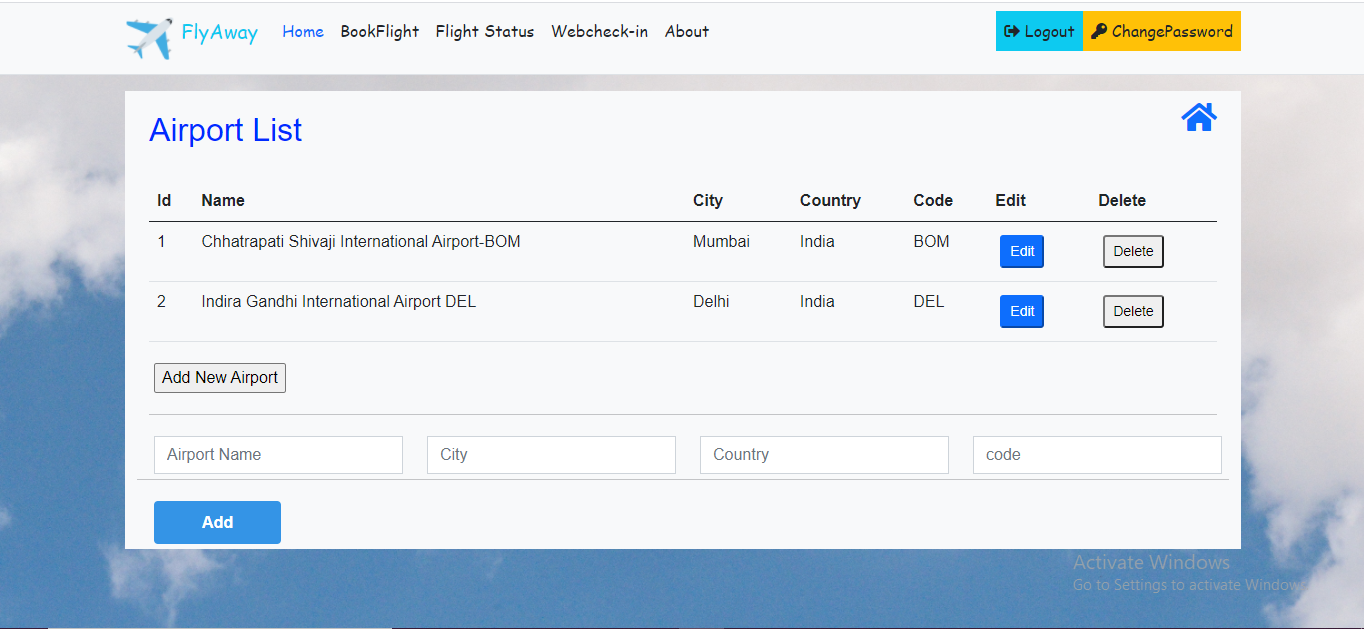 FlyAway Home BookFlight Flight Status Webcheck-in About Logout ChangePassword
Airport List
Id Name City Country Code Edit Delete
1 Chhatrapati Shivaji International Airport-BOM Mumbai India BOM Edit Delete
2 Indira Gandhi International Airport DEL Delhi India DEL Edit Delete
Add New Airport
Airport Name City Country code
Add
Activate Windows
Go to Settings to activate Windows